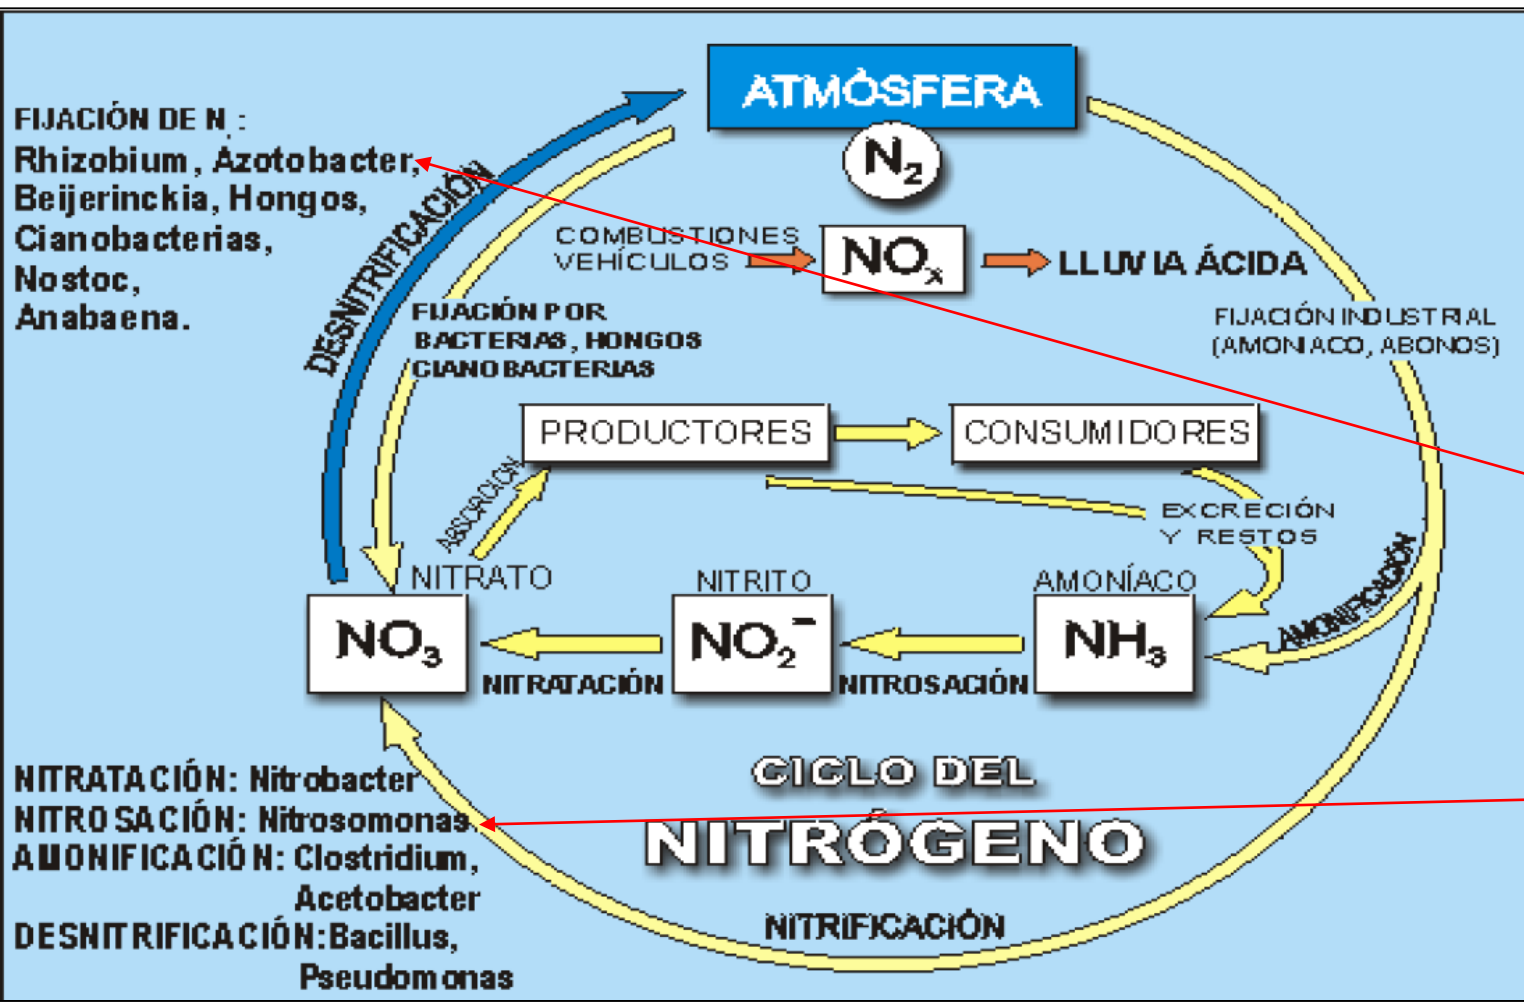 ATMÓSFERA
N2
FIJACIÓN DE N :
Rhizobium, Azotobacter,
Beijerinckia, Hongos,
Cianobacterias,
Nostoc,
Anabaena.
DESNITRIFICACIÓN
COMBUSTIONES
VEHÍCULOS
NOx
LLUVIA ÁCIDA
FIJACIÓN POR
BACTERIAS, HONGOS
CIANOBACTERIAS
FIJACIÓN INDUSTRIAL
(AMONIACO, ABONOS)
PRODUCTORES
CONSUMIDORES
ABSORCIÓN
EXCRECIÓN
Y RESTOS
AMONIFICACIÓN
NITRATO
NITRITO
AMONÍACO
NO3
NO2⁻
NH3
NITRATACIÓN
NITROSACIÓN
CICLO DEL
NITRÓGENO
NITRIFICACIÓN
NITRATACIÓN: Nitrobacter
NITROSACIÓN: Nitrosomonas
AMONIFICACIÓN: Clostridium,
Acetobacter
DESNITRIFICACIÓN: Bacillus,
Pseudomonas